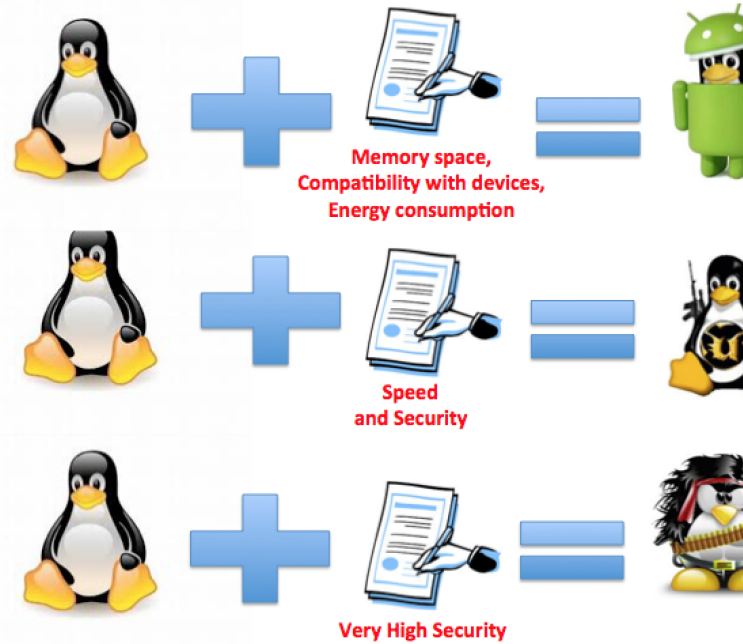 Memory space,
Compatibility with devices,
Energy consumption
Speed
and Security
Very High Security